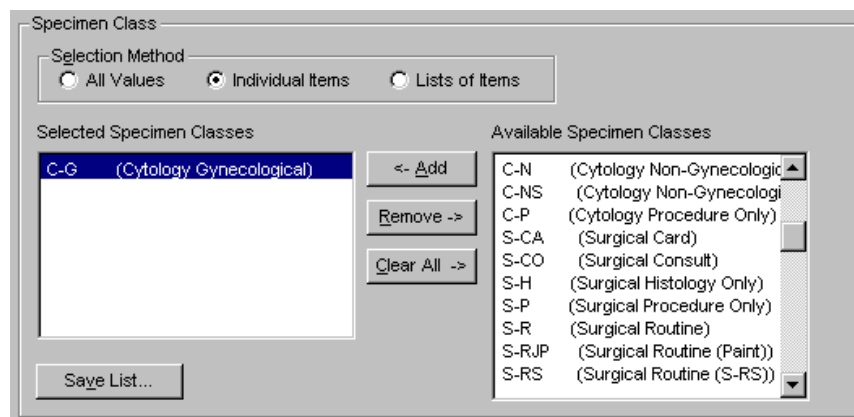 Specimen Class
Selection Method
All Values Individual Items Lists of Items
Selected Specimen Classes
C-G (Cytology Gynecological)
<- Add
Remove ->
Clear All ->
Save List...
Available Specimen Classes
C-N (Cytology Non-Gynecologic
C-NS (Cytology Non-Gynecologi
C-P (Cytology Procedure Only)
S-CA (Surgical Card)
S-CO (Surgical Consult)
S-H (Surgical Histology Only)
S-P (Surgical Procedure Only)
S-R (Surgical Routine)
S-RJP (Surgical Routine (Paint))
S-RS (Surgical Routine (S-RS))